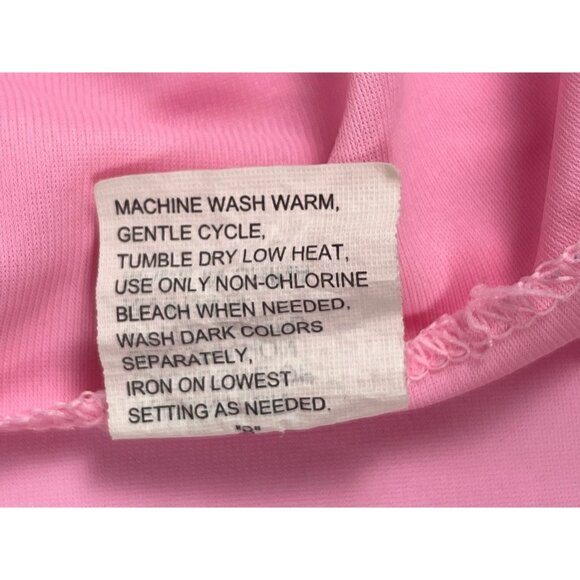 MACHINE WASH WARM,
GENTLE CYCLE,
TUMBLE DRY LOW HEAT,
USE ONLY NON-CHLORINE
BLEACH WHEN NEEDED.
WASH DARK COLORS
SEPARATELY,
IRON ON LOWEST
SETTING AS NEEDED.